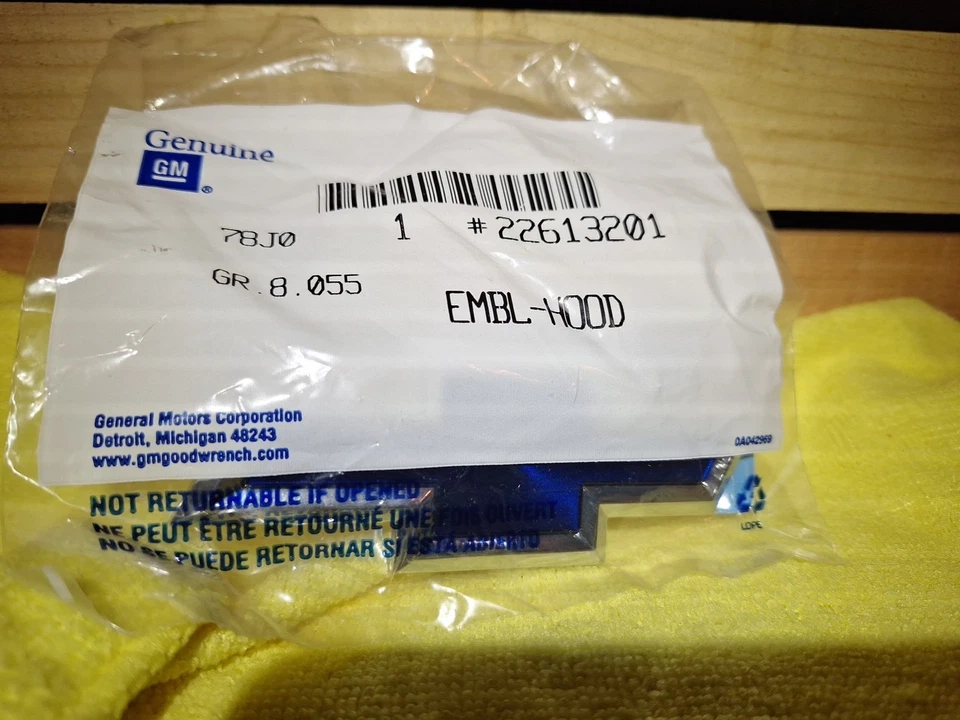 Genuine
GM ®
1 #22613201
78J0
GR.8.055
EMBL-HOOD
General Motors Corporation
Detroit, Michigan 48243
www.gmgoodwrench.com
0A042969
NOT RETURNABLE IF OPENED
NE PEUT ÊTRE RETOURNÉ UNE FOIS OUVERT
NO SE PUEDE RETORNAR SI ESTÁ ABIERTO
LDPE